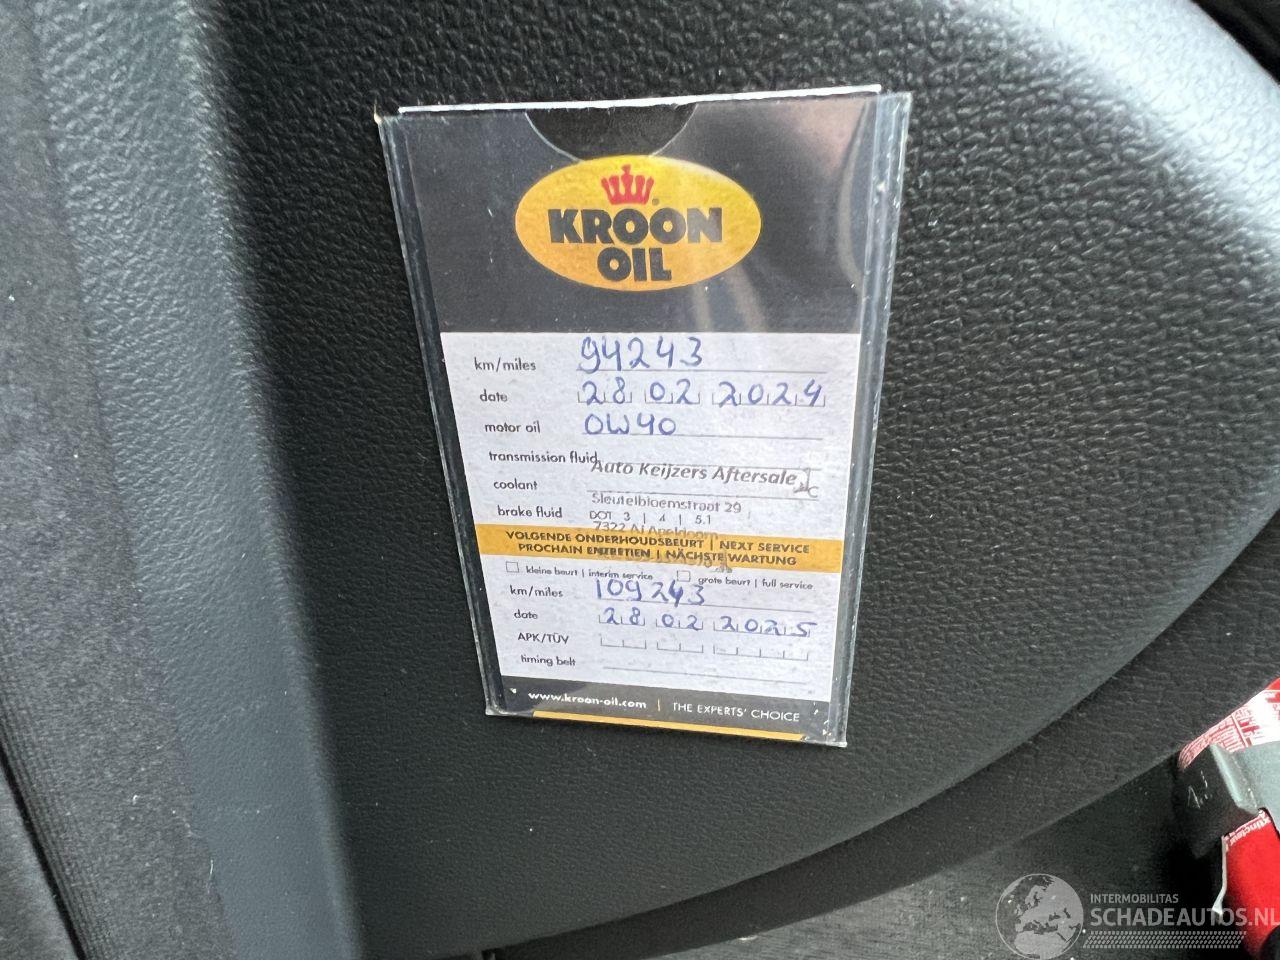 KROON
OIL
km/miles 94243
date 28 02 2024
motor oil 0W40
transmission fluid
Auto Keijzers Aftersale
coolant
Sleutelbloemstraat 29
brake fluid DOT 3 | 4 | 5.1
7322 AJ Apeldoorn
VOLGENDE ONDERHOUDSBEURT | NEXT SERVICE
PROCHAIN ENTRETIEN | NÄCHSTE WARTUNG
kleine beurt | interim service grote beurt | full service
km/miles 109243
date 28 02 2025
APK/TÜV
timing belt
www.kroon-oil.com | THE EXPERTS' CHOICE
INTERMOBILITAS
SCHADEAUTOS.NL